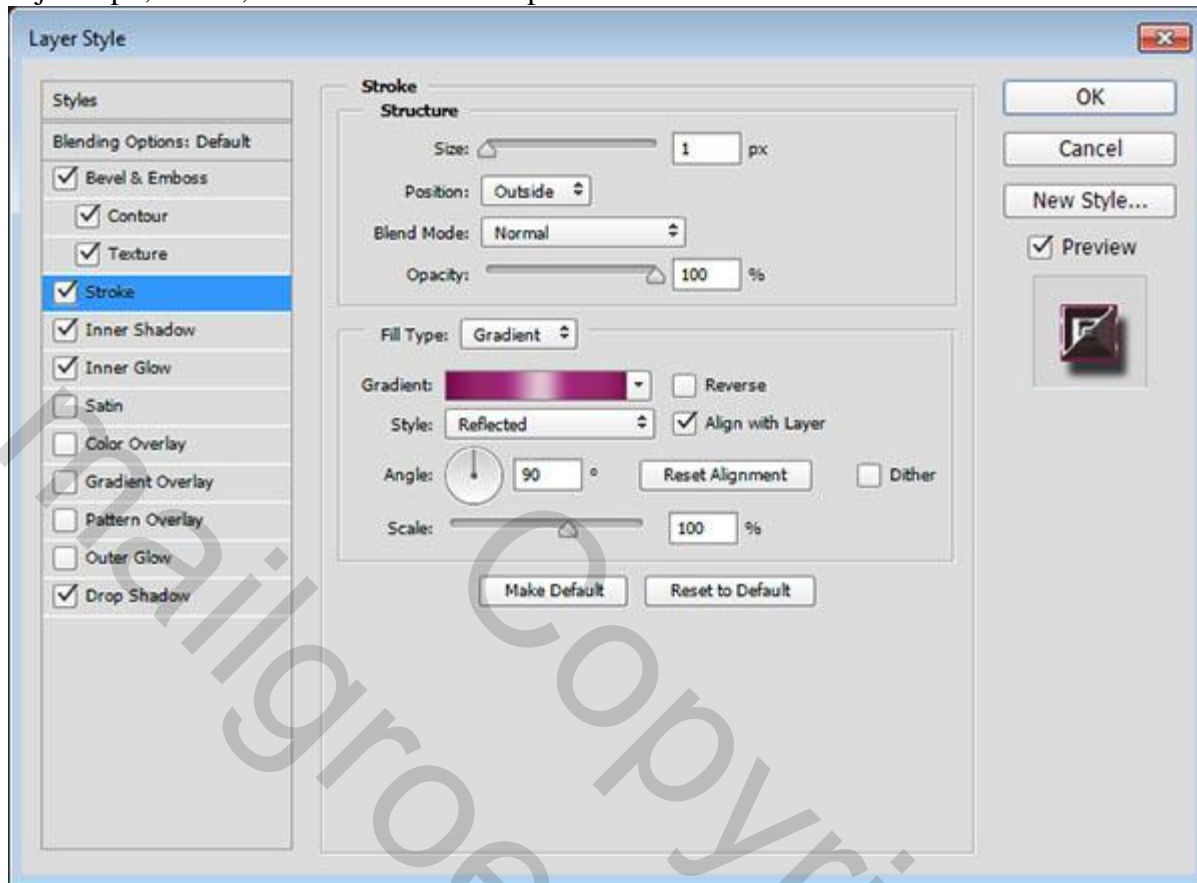 Layer Style
Styles
Blending Options: Default
Bevel & Emboss
Contour
Texture
Stroke
Inner Shadow
Inner Glow
Satin
Color Overlay
Gradient Overlay
Pattern Overlay
Outer Glow
Drop Shadow
Stroke
Structure
Size: 1 px
Position: Outside
Blend Mode: Normal
Opacity: 100 %
Fill Type: Gradient
Gradient: Reverse
Style: Reflected Align with Layer
Angle: 90 ° Reset Alignment Dither
Scale: 100 %
Make Default Reset to Default
OK
Cancel
New Style...
Preview